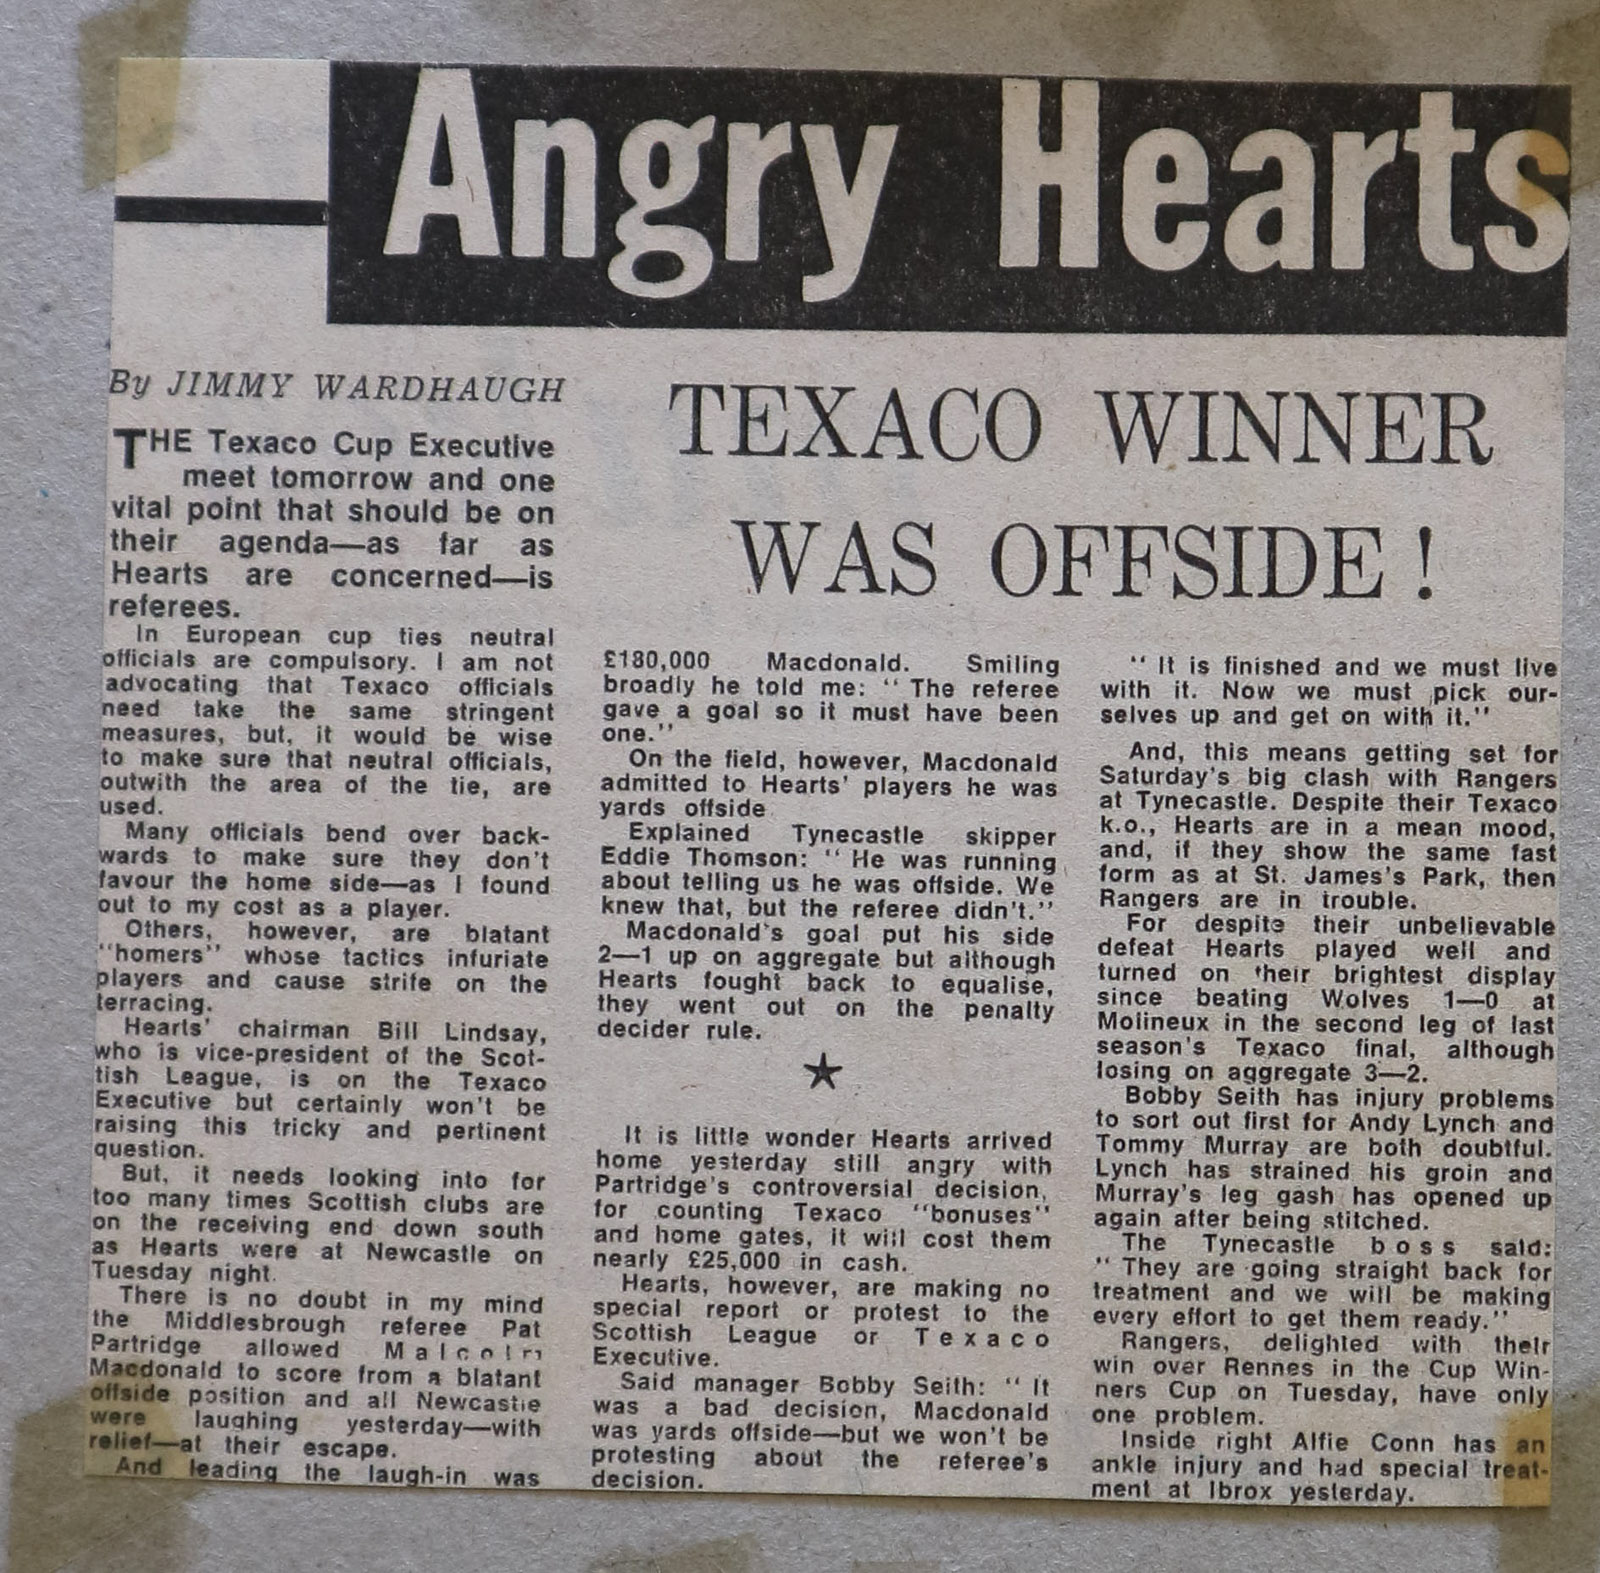 Angry Hearts
By JIMMY WARDHAUGH
TEXACO WINNER
WAS OFFSIDE !
THE Texaco Cup Executive
meet tomorrow and one
vital point that should be on
their agenda—as far as
Hearts are concerned—is
referees.
In European cup ties neutral
officials are compulsory. I am not
advocating that Texaco officials
need take the same stringent
measures, but, it would be wise
to make sure that neutral officials,
outwith the area of the tie, are
used.
Many officials bend over back-
wards to make sure they don't
favour the home side—as I found
out to my cost as a player.
Others, however, are blatant
"homers" whose tactics infuriate
players and cause strife on the
terracing.
Hearts' chairman Bill Lindsay,
who is vice-president of the Scot-
tish League, is on the Texaco
Executive but certainly won't be
raising this tricky and pertinent
question.
But, it needs looking into for
too many times Scottish clubs are
on the receiving end down south
as Hearts were at Newcastle on
Tuesday night.
There is no doubt in my mind
the Middlesbrough referee Pat
Partridge allowed Malcolm
Macdonald to score from a blatant
offside position and all Newcastle
were laughing yesterday—with
relief—at their escape.
And leading the laugh-in was
£180,000 Macdonald. Smiling
broadly he told me: "The referee
gave a goal so it must have been
one."
On the field, however, Macdonald
admitted to Hearts' players he was
yards offside
Explained Tynecastle skipper
Eddie Thomson: "He was running
about telling us he was offside. We
knew that, but the referee didn't."
Macdonald's goal put his side
2—1 up on aggregate but although
Hearts fought back to equalise,
they went out on the penalty
decider rule.
★
It is little wonder Hearts arrived
home yesterday still angry with
Partridge's controversial decision,
for counting Texaco "bonuses"
and home gates, it will cost them
nearly £25,000 in cash.
Hearts, however, are making no
special report or protest to the
Scottish League or Texaco
Executive.
Said manager Bobby Seith: "It
was a bad decision, Macdonald
was yards offside—but we won't be
protesting about the referee's
decision.
"It is finished and we must live
with it. Now we must pick our-
selves up and get on with it."
And, this means getting set for
Saturday's big clash with Rangers
at Tynecastle. Despite their Texaco
k.o., Hearts are in a mean mood,
and, if they show the same fast
form as at St. James's Park, then
Rangers are in trouble.
For despite their unbelievable
defeat Hearts played well and
turned on their brightest display
since beating Wolves 1—0 at
Molineux in the second leg of last
season's Texaco final, although
losing on aggregate 3—2.
Bobby Seith has injury problems
to sort out first for Andy Lynch and
Tommy Murray are both doubtful.
Lynch has strained his groin and
Murray's leg gash has opened up
again after being stitched.
The Tynecastle boss said:
"They are going straight back for
treatment and we will be making
every effort to get them ready."
Rangers, delighted with their
win over Rennes in the Cup Win-
ners Cup on Tuesday, have only
one problem.
Inside right Alfie Conn has an
ankle injury and had special treat-
ment at Ibrox yesterday.